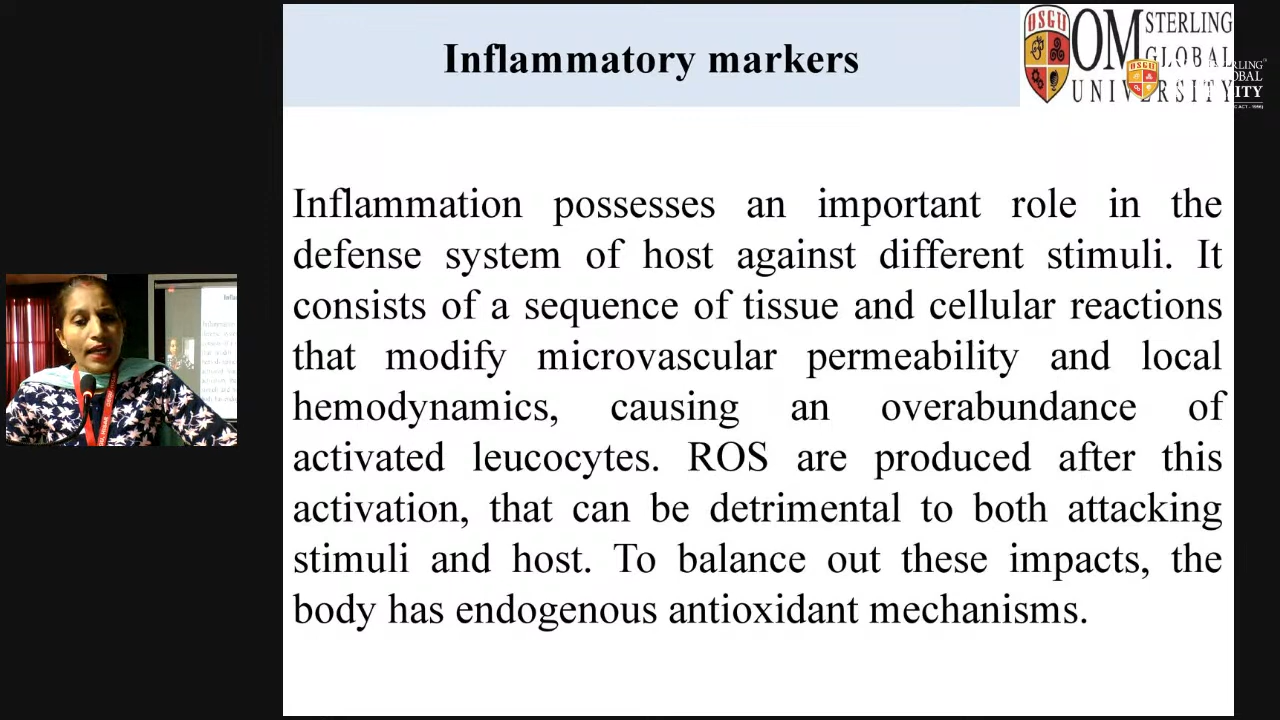 Inflammatory markers
OSGU
OM STERLING
GLOBAL
UNIVERSITY
Inflammation possesses an important role in the
defense system of host against different stimuli. It
consists of a sequence of tissue and cellular reactions
that modify microvascular permeability and local
hemodynamics, causing an overabundance of
activated leucocytes. ROS are produced after this
activation, that can be detrimental to both attacking
stimuli and host. To balance out these impacts, the
body has endogenous antioxidant mechanisms.